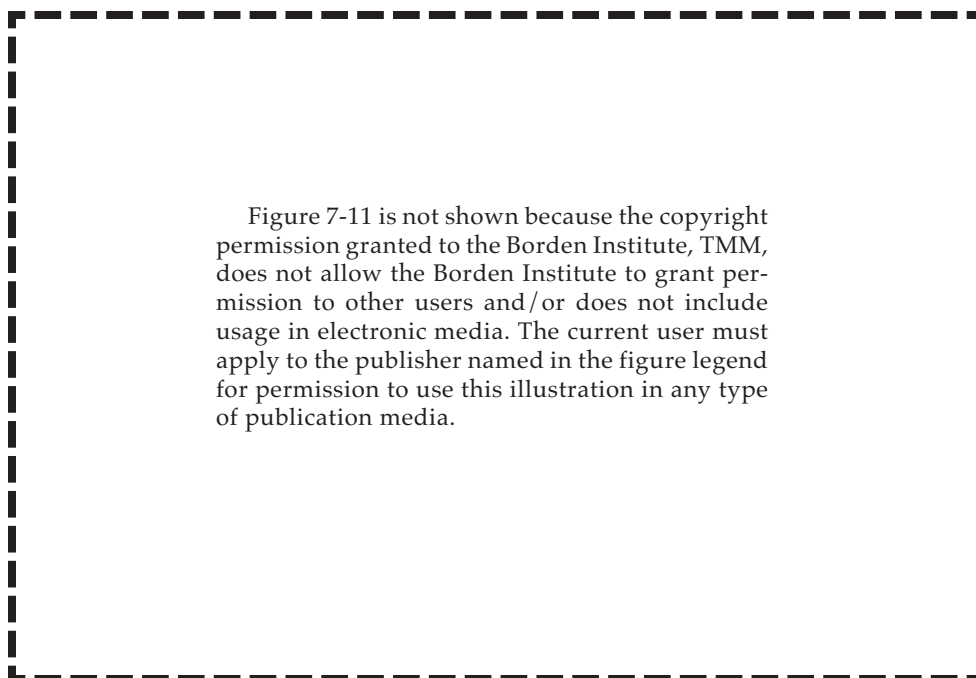 Figure 7-11 is not shown because the copyright
permission granted to the Borden Institute, TMM,
does not allow the Borden Institute to grant per-
mission to other users and/or does not include
usage in electronic media. The current user must
apply to the publisher named in the figure legend
for permission to use this illustration in any type
of publication media.